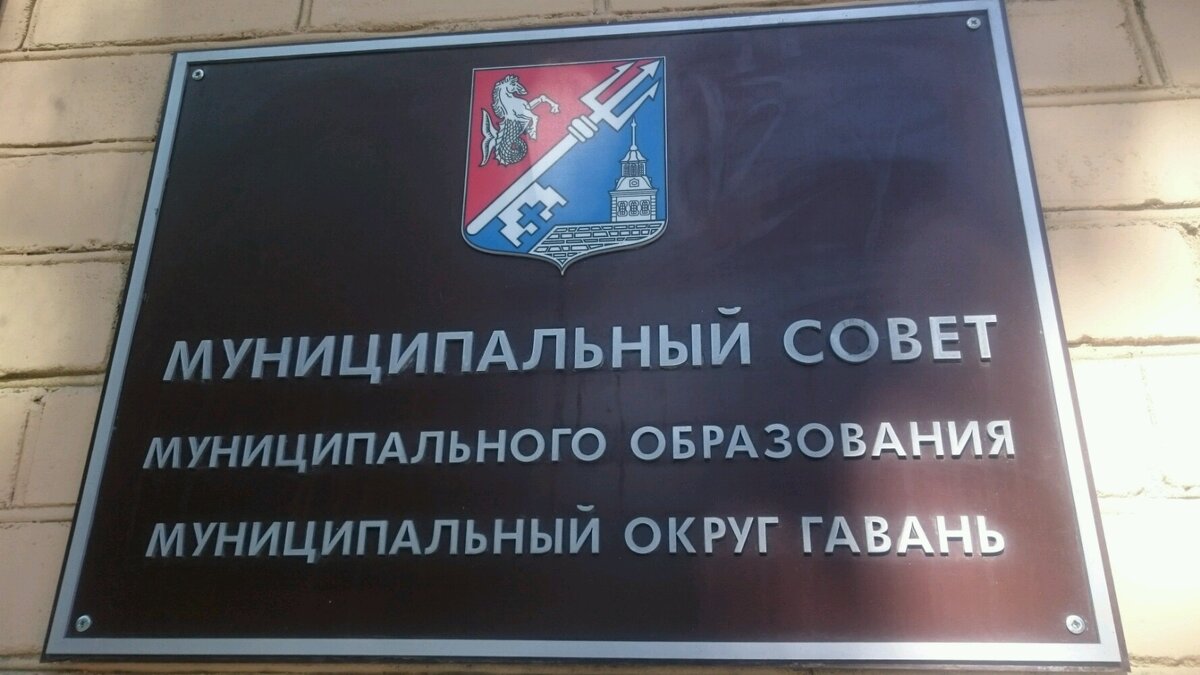 МУНИЦИПАЛЬНЫЙ СОВЕТ
МУНИЦИПАЛЬНОГО ОБРАЗОВАНИЯ
МУНИЦИПАЛЬНЫЙ ОКРУГ ГАВАНЬ